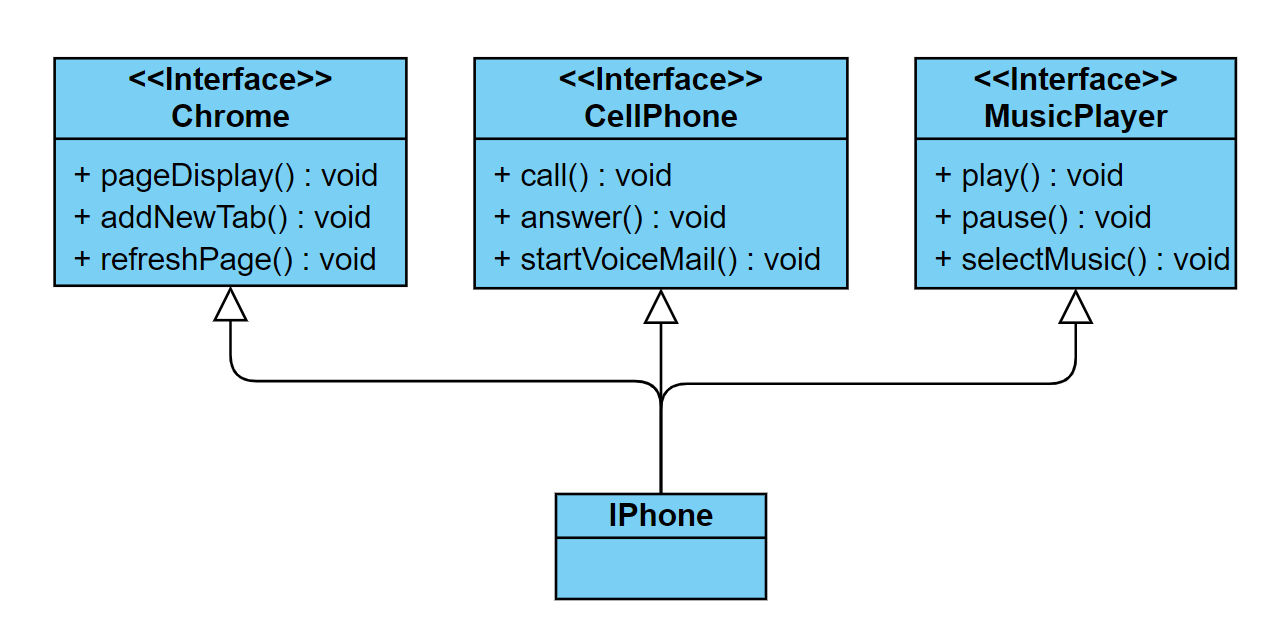 <<Interface>>
Chrome
+ pageDisplay() : void
+ addNewTab() : void
+ refreshPage() : void
<<Interface>>
CellPhone
+ call() : void
+ answer() : void
+ startVoiceMail() : void
<<Interface>>
MusicPlayer
+ play() : void
+ pause() : void
+ selectMusic() : void
IPhone